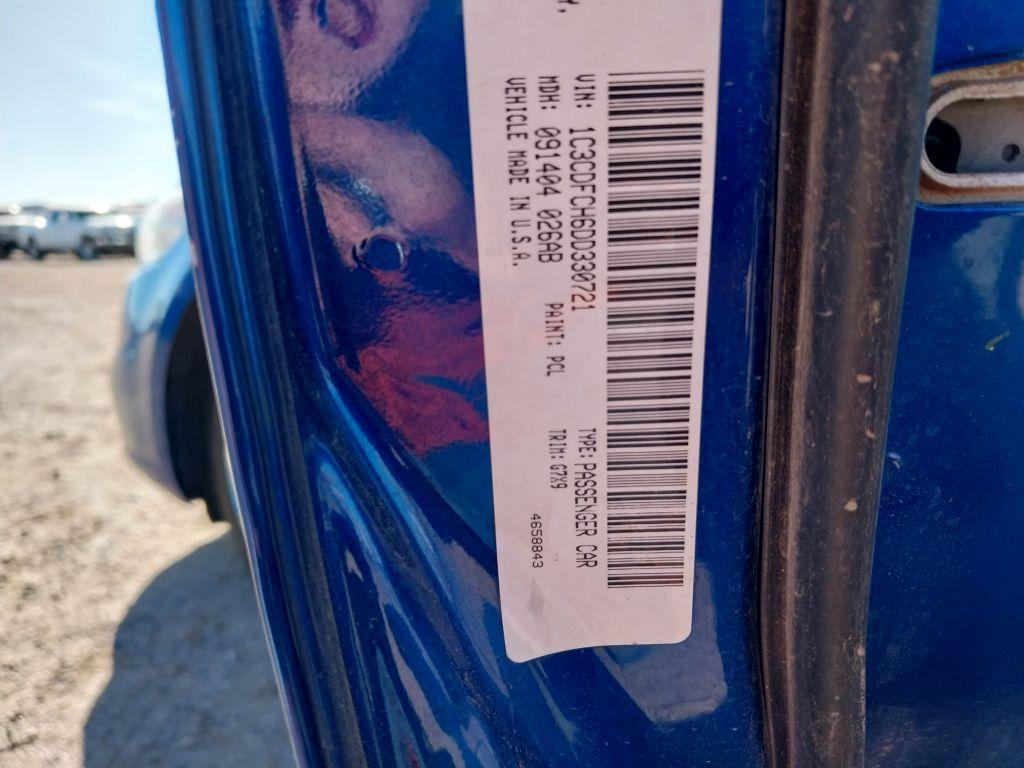 Y,
VIN: 1C3CDFCH6DD330721 TYPE: PASSENGER CAR
MDH: 091404 026AB PAINT: PCL TRIM: G7X9
VEHICLE MADE IN U.S.A. 4658843